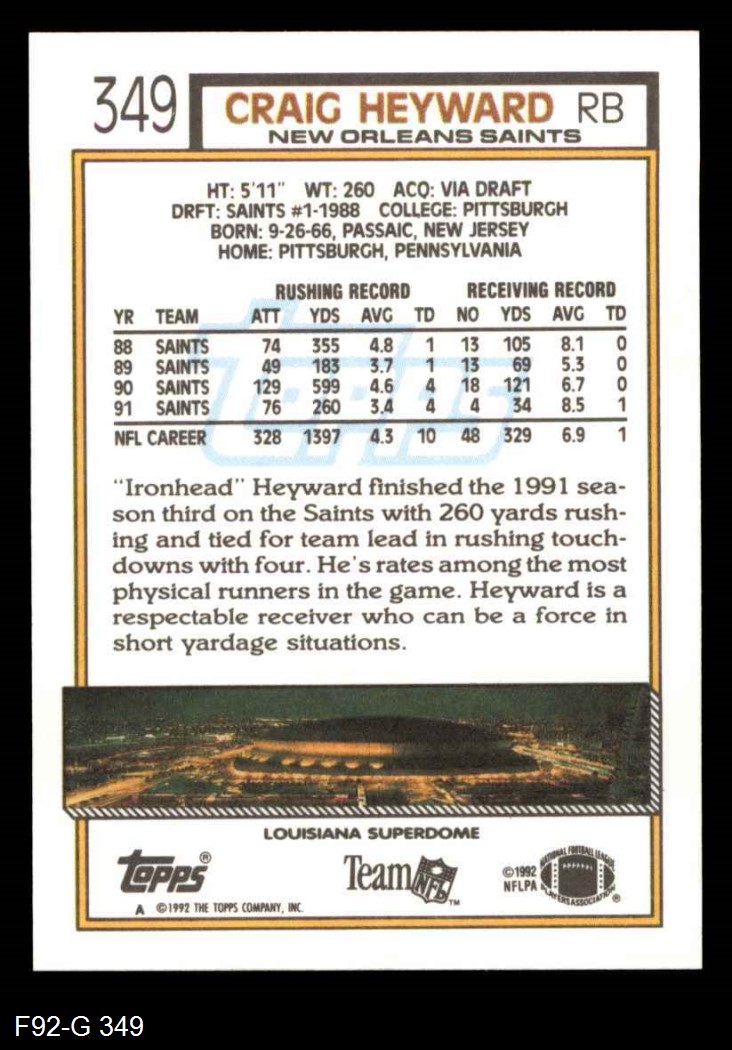 349 CRAIG HEYWARD RB
NEW ORLEANS SAINTS
HT: 5'11" WT: 260 ACQ: VIA DRAFT
DRFT: SAINTS #1-1988 COLLEGE: PITTSBURGH
BORN: 9-26-66, PASSAIC, NEW JERSEY
HOME: PITTSBURGH, PENNSYLVANIA
RUSHING RECORD RECEIVING RECORD
YR TEAM ATT YDS AVG TD NO YDS AVG TD
88 SAINTS 74 355 4.8 1 13 105 8.1 0
89 SAINTS 49 183 3.7 1 13 69 5.3 0
90 SAINTS 129 599 4.6 4 18 121 6.7 0
91 SAINTS 76 260 3.4 4 4 34 8.5 1
NFL CAREER 328 1397 4.3 10 48 329 6.9 1
topps
"Ironhead" Heyward finished the 1991 sea-
son third on the Saints with 260 yards rush-
ing and tied for team lead in rushing touch-
downs with four. He's rates among the most
physical runners in the game. Heyward is a
respectable receiver who can be a force in
short yardage situations.
LOUISIANA SUPERDOME
topps® Team NFL™ ©1992 NFLPA NATIONAL FOOTBALL LEAGUE PLAYERS ASSOCIATION®
A ©1992 THE TOPPS COMPANY, INC.
F92-G 349